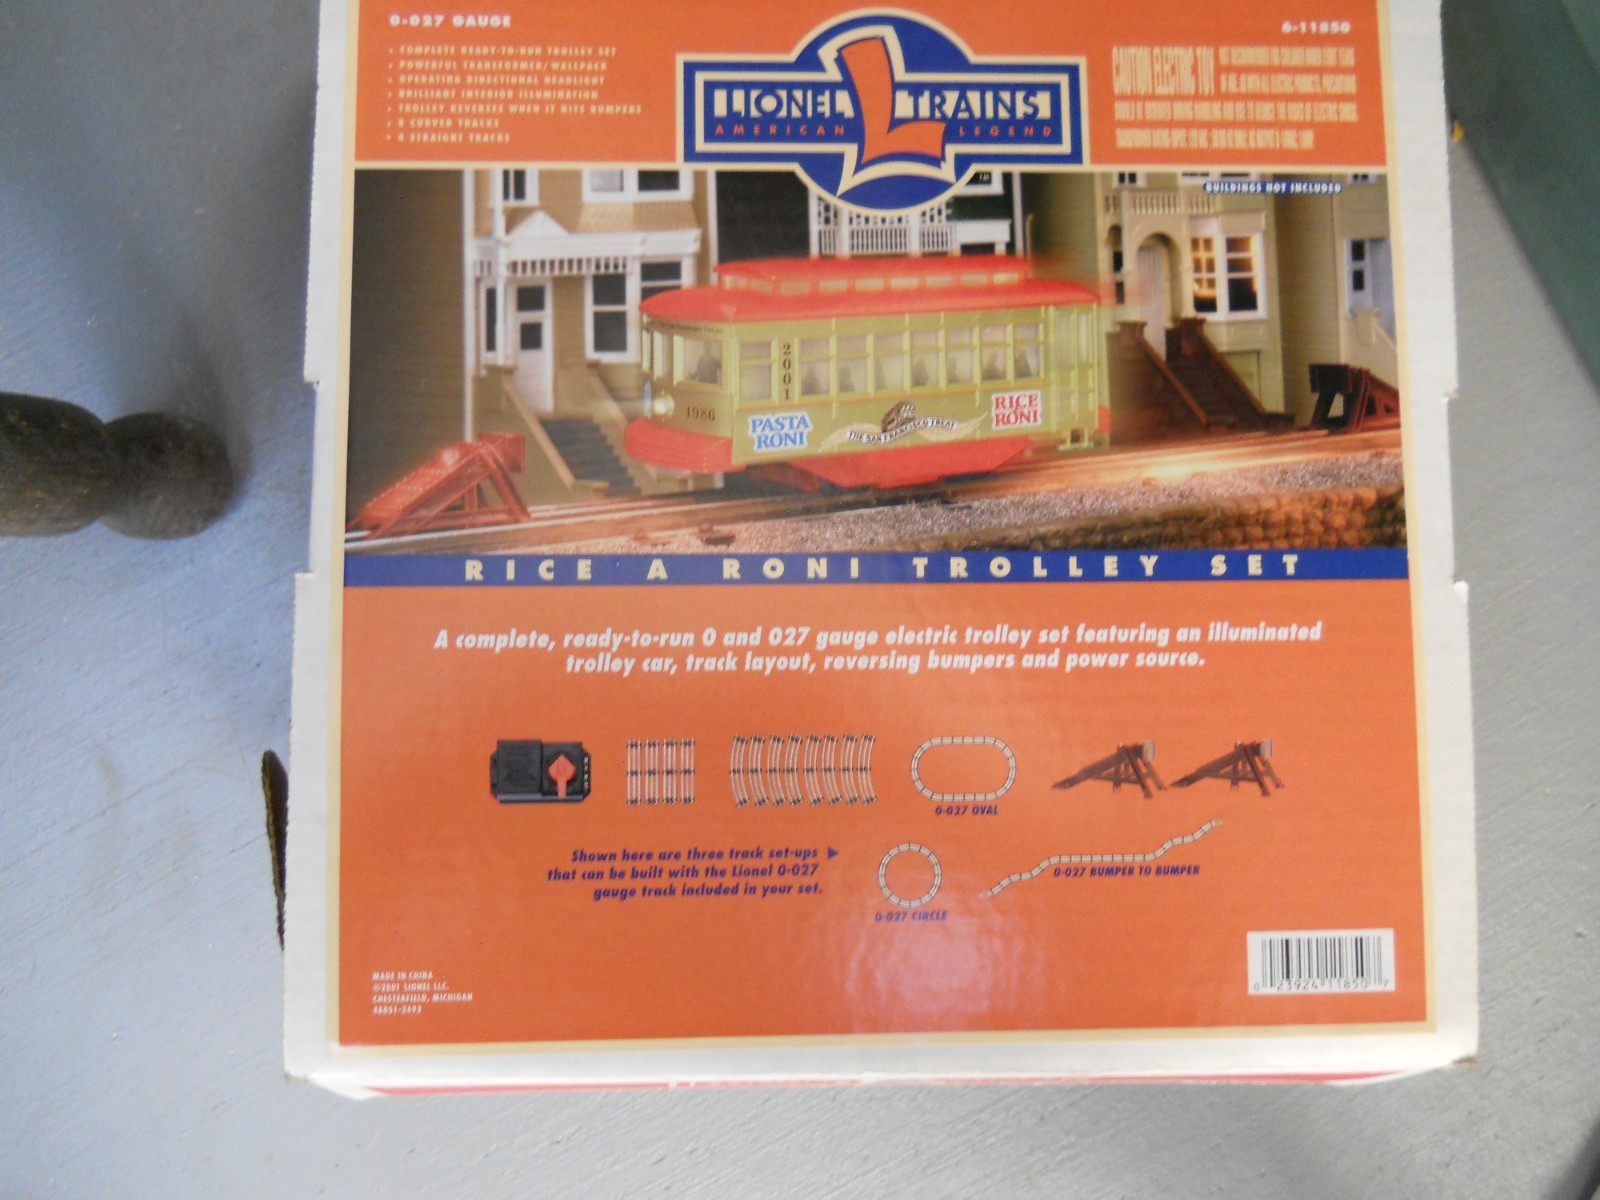 0-027 GAUGE
6-11850
• COMPLETE READY-TO-RUN TROLLEY SET
• POWERFUL TRANSFORMER/WALLPACK
• OPERATING DIRECTIONAL HEADLIGHT
• BRILLIANT INTERIOR ILLUMINATION
• TROLLEY REVERSES WHEN IT HITS BUMPERS
• 8 CURVED TRACKS
• 4 STRAIGHT TRACKS
LIONEL L TRAINS
AMERICAN LEGEND
CAUTION ELECTRIC TOY
BUILDINGS NOT INCLUDED
2001
1986
PASTA RONI
THE SAN FRANCISCO TREAT
RICE RONI
RICE A RONI TROLLEY SET
A complete, ready-to-run O and 027 gauge electric trolley set featuring an illuminated
trolley car, track layout, reversing bumpers and power source.
0-027 OVAL
Shown here are three track set-ups
that can be built with the Lionel 0-027
gauge track included in your set.
0-027 CIRCLE
0-027 BUMPER TO BUMPER
MADE IN CHINA
©2001 LIONEL LLC.
CHESTERFIELD, MICHIGAN
48051-2493
0 23924 11850 7